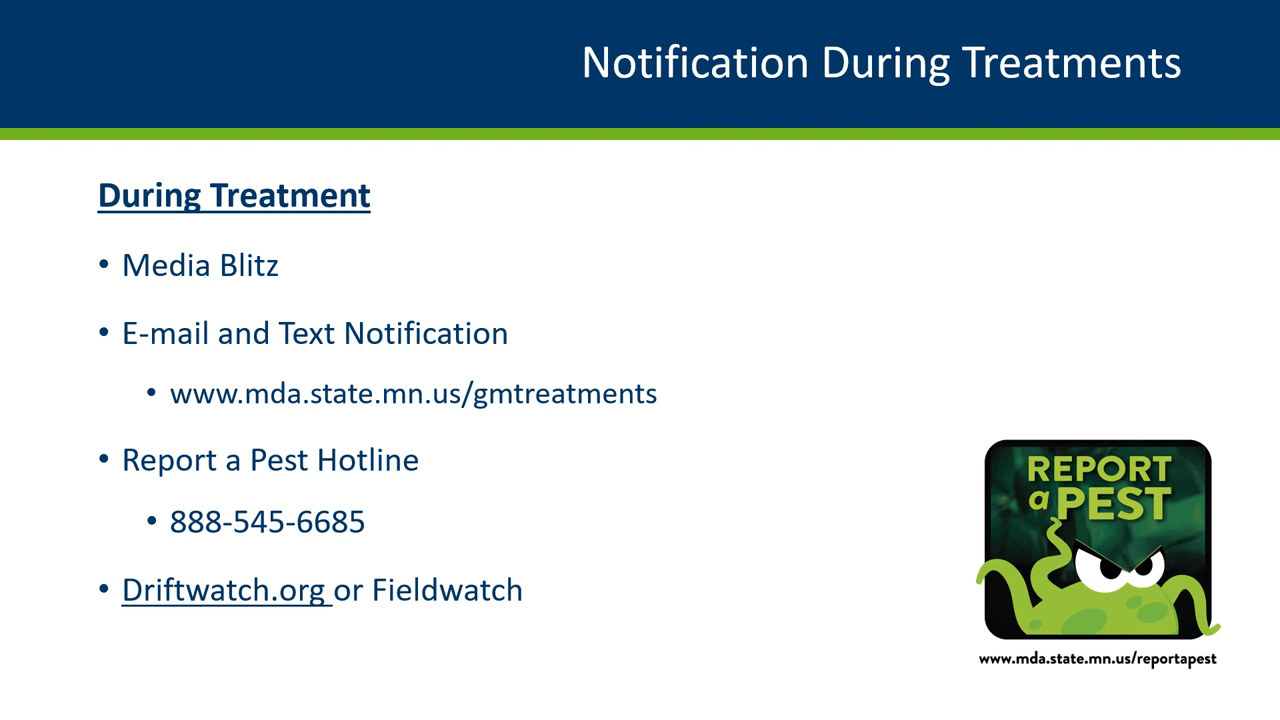 Notification During Treatments
During Treatment
• Media Blitz
• E-mail and Text Notification
• www.mda.state.mn.us/gmtreatments
• Report a Pest Hotline
• 888-545-6685
• Driftwatch.org or Fieldwatch
REPORT
a PEST
www.mda.state.mn.us/reportapest